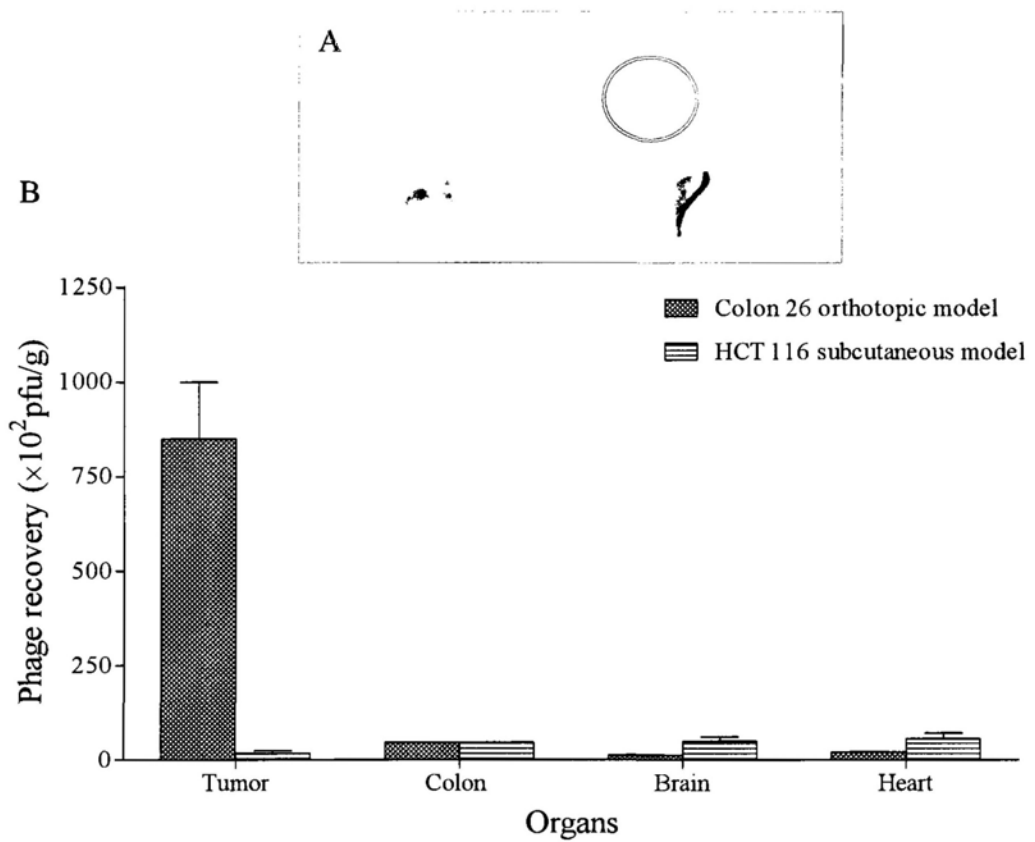 A
B
1250
1000
750
500
250
0
Phage recovery (×10²pfu/g)
Colon 26 orthotopic model
HCT 116 subcutaneous model
Tumor
Colon
Brain
Heart
Organs